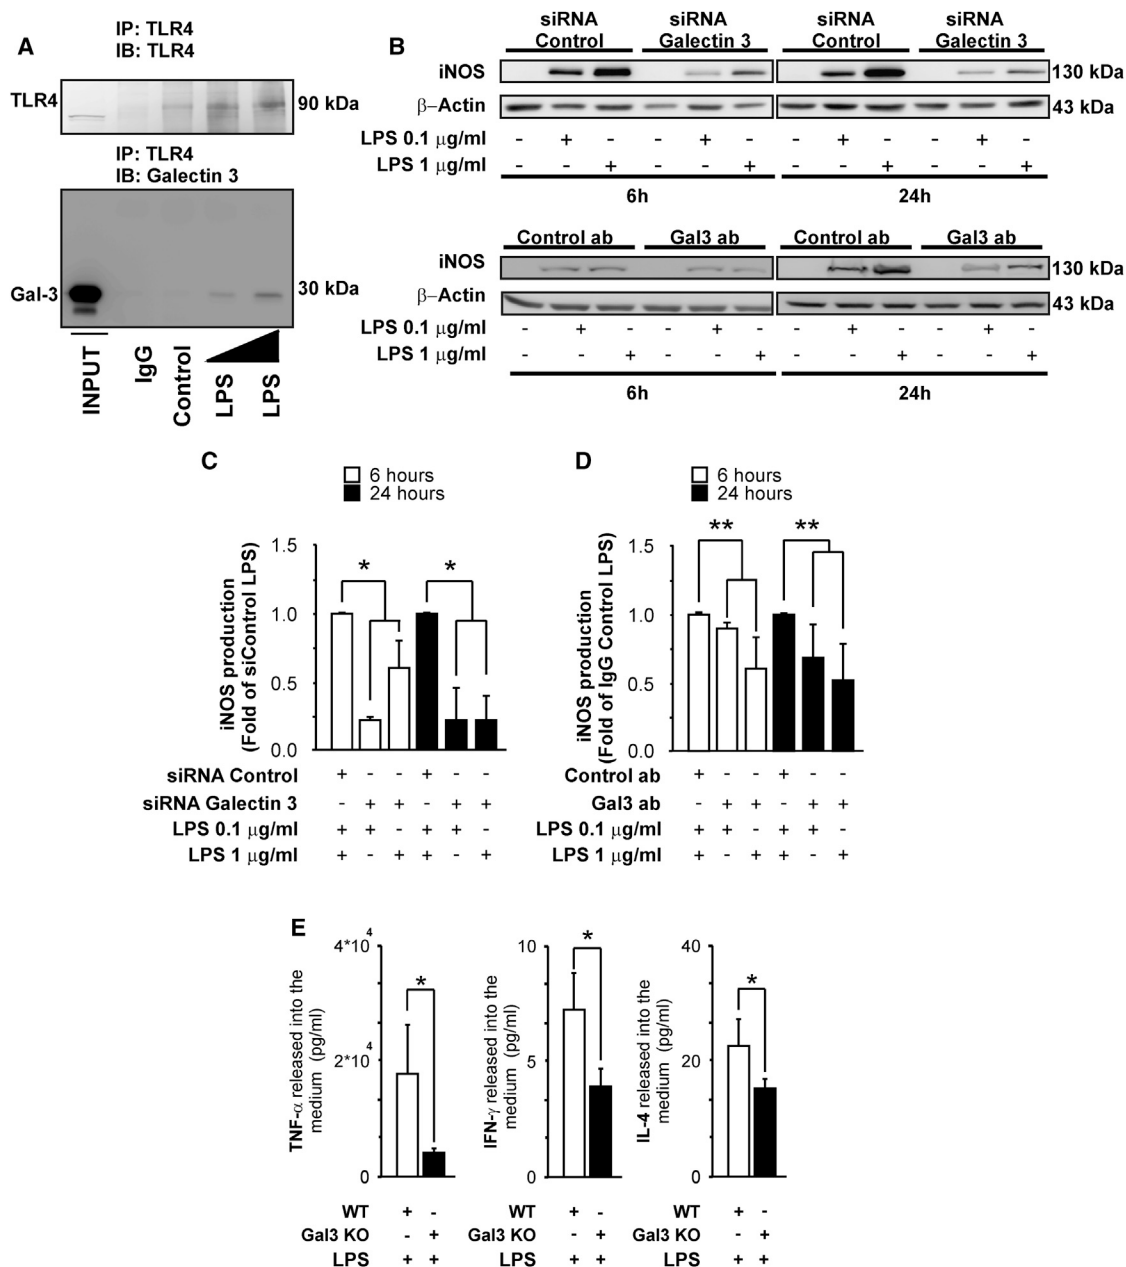 A
IP: TLR4
IB: TLR4
TLR4
90 kDa
IP: TLR4
IB: Galectin 3
Gal-3
30 kDa
INPUT
IgG
Control
LPS
LPS
B
siRNA Control
siRNA Galectin 3
siRNA Control
siRNA Galectin 3
iNOS
130 kDa
β–Actin
43 kDa
LPS 0.1 μg/ml - + - - + - - + - - + -
LPS 1 μg/ml - - + - - + - - + - - +
6h
24h
Control ab
Gal3 ab
Control ab
Gal3 ab
iNOS
130 kDa
β–Actin
43 kDa
LPS 0.1 μg/ml - + - - + - - + - - + -
LPS 1 μg/ml - - + - - + - - + - - +
6h
24h
C
6 hours
24 hours
iNOS production
(Fold of siControl LPS)
1.5
1.0
0.5
0.0
*
*
siRNA Control + - - + - -
siRNA Galectin 3 - + + - + +
LPS 0.1 μg/ml + + - + + -
LPS 1 μg/ml + - + + - +
D
6 hours
24 hours
iNOS production
(Fold of IgG Control LPS)
1.5
1.0
0.5
0.0
**
**
Control ab + - - + - -
Gal3 ab - + + - + +
LPS 0.1 μg/ml + + - + + -
LPS 1 μg/ml + - + + - +
E
TNF-α released into the
medium (pg/ml)
4*10⁴
2*10⁴
0
*
WT + -
Gal3 KO - +
LPS + +
IFN-γ released into the
medium (pg/ml)
10
5
0
*
WT + -
Gal3 KO - +
LPS + +
IL-4 released into the
medium (pg/ml)
40
20
0
*
WT + -
Gal3 KO - +
LPS + +